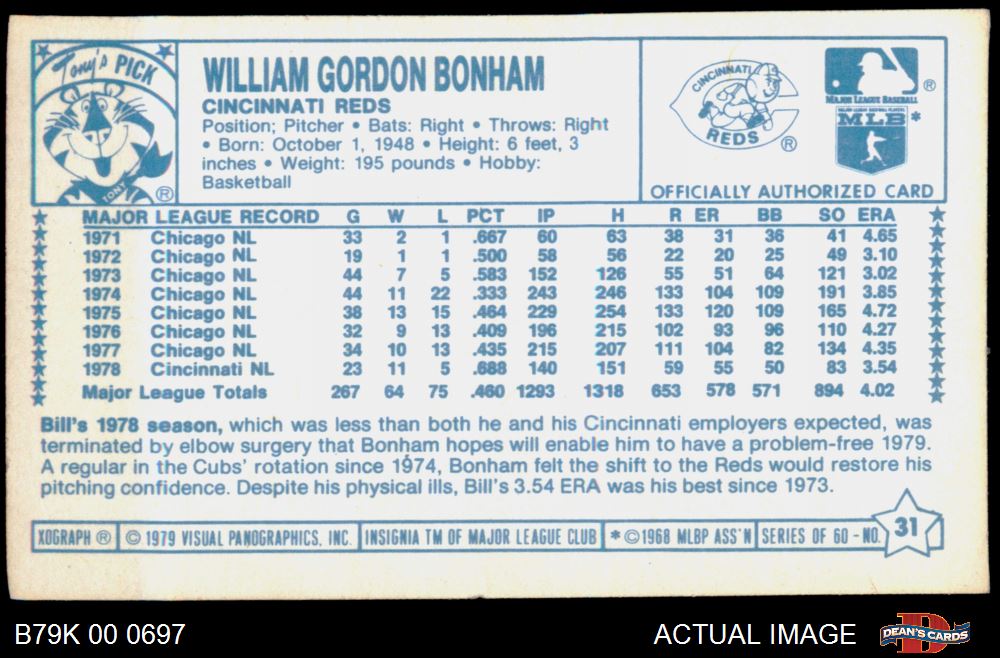 Tony's PICK
TONY
®
WILLIAM GORDON BONHAM
CINCINNATI REDS
Position; Pitcher • Bats: Right • Throws: Right
• Born: October 1, 1948 • Height: 6 feet, 3
inches • Weight: 195 pounds • Hobby:
Basketball
CINCINNATI
REDS ®
®
MAJOR LEAGUE BASEBALL
MAJOR LEAGUE BASEBALL PLAYERS
MLB *
OFFICIALLY AUTHORIZED CARD
MAJOR LEAGUE RECORD G W L PCT IP H R ER BB SO ERA
1971 Chicago NL 33 2 1 .667 60 63 38 31 36 41 4.65
1972 Chicago NL 19 1 1 .500 58 56 22 20 25 49 3.10
1973 Chicago NL 44 7 5 .583 152 126 55 51 64 121 3.02
1974 Chicago NL 44 11 22 .333 243 246 133 104 109 191 3.85
1975 Chicago NL 38 13 15 .464 229 254 133 120 109 165 4.72
1976 Chicago NL 32 9 13 .409 196 215 102 93 96 110 4.27
1977 Chicago NL 34 10 13 .435 215 207 111 104 82 134 4.35
1978 Cincinnati NL 23 11 5 .688 140 151 59 55 50 83 3.54
Major League Totals 267 64 75 .460 1293 1318 653 578 571 894 4.02
Bill's 1978 season, which was less than both he and his Cincinnati employers expected, was
terminated by elbow surgery that Bonham hopes will enable him to have a problem-free 1979.
A regular in the Cubs' rotation since 1974, Bonham felt the shift to the Reds would restore his
pitching confidence. Despite his physical ills, Bill's 3.54 ERA was his best since 1973.
XOGRAPH ® © 1979 VISUAL PANOGRAPHICS, INC. INSIGNIA TM OF MAJOR LEAGUE CLUB * © 1968 MLBP ASS'N SERIES OF 60 - NO. 31
B79K 00 0697
ACTUAL IMAGE
D
DEAN'S CARDS